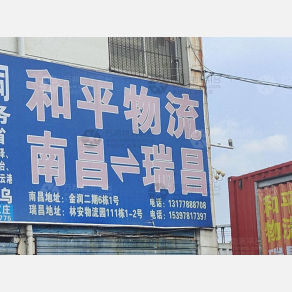 和平物流
南昌⇌瑞昌
南昌地址：金润二期6栋1号 电话：13177888708
瑞昌地址：林安物流园111栋1-2号 电话：15397817397
和平
物流